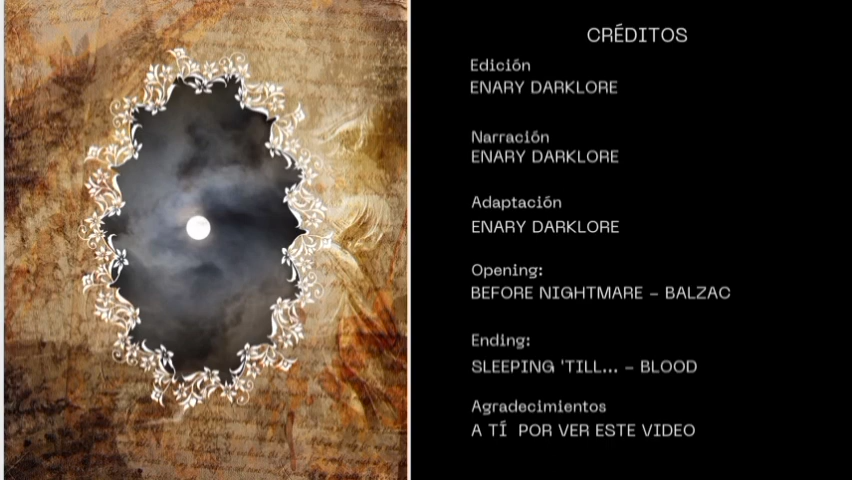 CRÉDITOS
Edición
ENARY DARKLORE
Narración
ENARY DARKLORE
Adaptación
ENARY DARKLORE
Opening:
BEFORE NIGHTMARE – BALZAC
Ending:
SLEEPING 'TILL... – BLOOD
Agradecimientos
A TÍ POR VER ESTE VIDEO